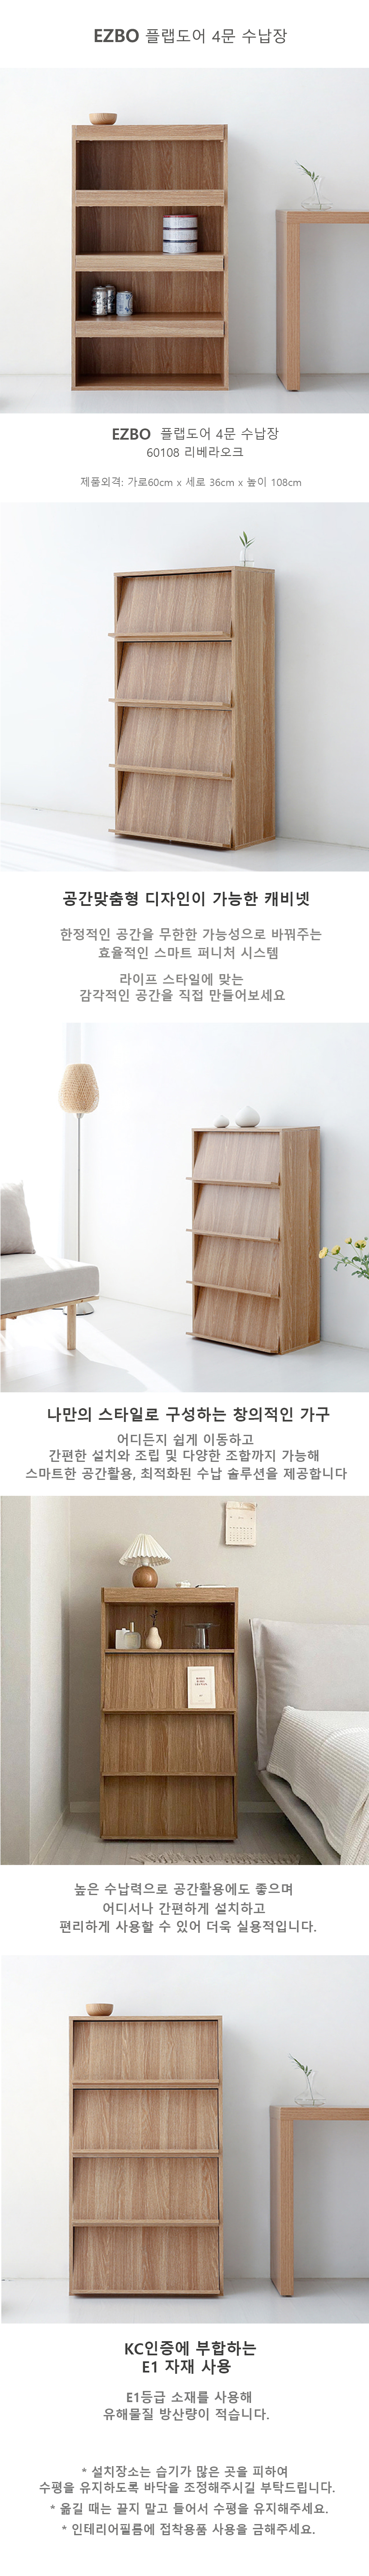 EZBO 플랩도어 4문 수납장
EZBO 플랩도어 4문 수납장
60108 리베라오크
제품외격: 가로60cm x 세로 36cm x 높이 108cm
공간맞춤형 디자인이 가능한 캐비넷
한정적인 공간을 무한한 가능성으로 바꿔주는
효율적인 스마트 퍼니처 시스템
라이프 스타일에 맞는
감각적인 공간을 직접 만들어보세요
나만의 스타일로 구성하는 창의적인 가구
어디든지 쉽게 이동하고
간편한 설치와 조립 및 다양한 조합까지 가능해
스마트한 공간활용, 최적화된 수납 솔루션을 제공합니다
높은 수납력으로 공간활용에도 좋으며
어디서나 간편하게 설치하고
편리하게 사용할 수 있어 더욱 실용적입니다.
KC인증에 부합하는
E1 자재 사용
E1등급 소재를 사용해
유해물질 방산량이 적습니다.
* 설치장소는 습기가 많은 곳을 피하여
수평을 유지하도록 바닥을 조정해주시길 부탁드립니다.
* 옮길 때는 끌지 말고 들어서 수평을 유지해주세요.
* 인테리어필름에 접착용품 사용을 금해주세요.